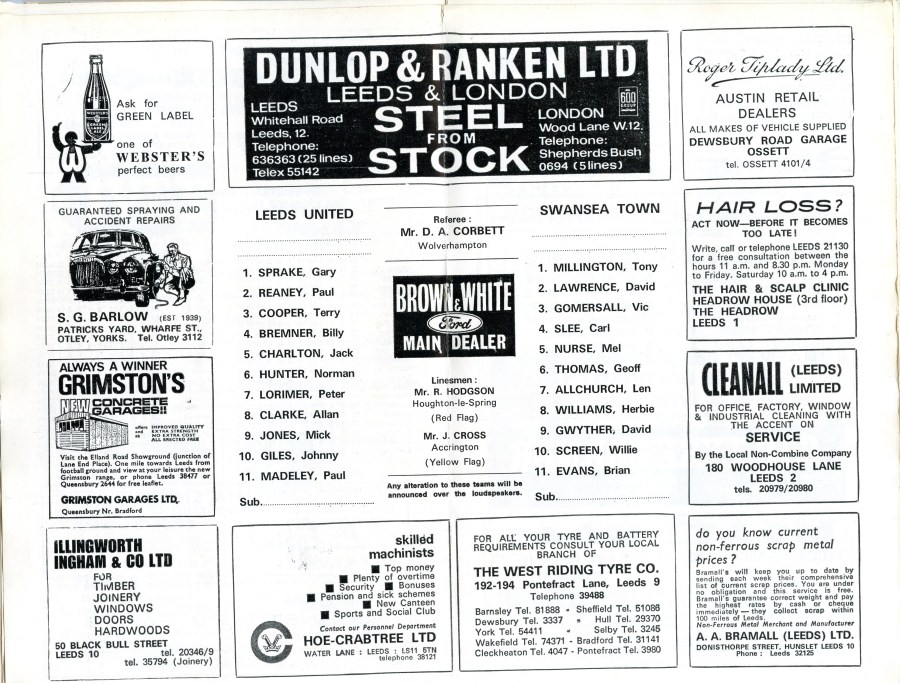 Ask for
GREEN LABEL
one of
WEBSTER'S
perfect beers
DUNLOP & RANKEN LTD
LEEDS & LONDON
STEEL
FROM
STOCK
LEEDS
Whitehall Road
Leeds, 12.
Telephone:
636363 (25 lines)
Telex 55142
600
GROUP
LONDON
Wood Lane W.12.
Telephone:
Shepherds Bush
0694 (5 lines)
Roger Tiplady Ltd.
AUSTIN RETAIL
DEALERS
ALL MAKES OF VEHICLE SUPPLIED
DEWSBURY ROAD GARAGE
OSSETT
tel. OSSETT 4101/4
GUARANTEED SPRAYING AND
ACCIDENT REPAIRS
S. G. BARLOW (EST 1939)
PATRICKS YARD, WHARFE ST.,
OTLEY, YORKS. Tel. Otley 3112
ALWAYS A WINNER
GRIMSTON'S
NEW CONCRETE
GARAGES!!
offers IMPROVED QUALITY
EXTRA STRENGTH
NO EXTRA COST
ALL ERECTED FREE
Visit the Elland Road Showground (junction of
Lane End Place). One mile towards Leeds from
football ground and view at your leisure the new
Grimston range, or phone Leeds 38477 or
Queensbury 2644 for free leaflet.
GRIMSTON GARAGES LTD,
Queensbury Nr. Bradford
LEEDS UNITED
1. SPRAKE, Gary
2. REANEY, Paul
3. COOPER, Terry
4. BREMNER, Billy
5. CHARLTON, Jack
6. HUNTER, Norman
7. LORIMER, Peter
8. CLARKE, Allan
9. JONES, Mick
10. GILES, Johnny
11. MADELEY, Paul
Sub.
Referee :
Mr. D. A. CORBETT
Wolverhampton
BROWN & WHITE
Ford
MAIN DEALER
Linesmen :
Mr. R. HODGSON
Houghton-le-Spring
(Red Flag)
Mr. J. CROSS
Accrington
(Yellow Flag)
Any alteration to these teams will be
announced over the loudspeakers.
SWANSEA TOWN
1. MILLINGTON, Tony
2. LAWRENCE, David
3. GOMERSALL, Vic
4. SLEE, Carl
5. NURSE, Mel
6. THOMAS, Geoff
7. ALLCHURCH, Len
8. WILLIAMS, Herbie
9. GWYTHER, David
10. SCREEN, Willie
11. EVANS, Brian
Sub.
HAIR LOSS?
ACT NOW—BEFORE IT BECOMES
TOO LATE!
Write, call or telephone LEEDS 21130
for a free consultation between the
hours 11 a.m. and 8.30 p.m. Monday
to Friday. Saturday 10 a.m. to 4 p.m.
THE HAIR & SCALP CLINIC
HEADROW HOUSE (3rd floor)
THE HEADROW
LEEDS 1
CLEANALL (LEEDS)
LIMITED
FOR OFFICE, FACTORY, WINDOW
& INDUSTRIAL CLEANING WITH
THE ACCENT ON
SERVICE
By the Local Non-Combine Company
180 WOODHOUSE LANE
LEEDS 2
tels. 20979/20980
ILLINGWORTH
INGHAM & CO LTD
FOR
TIMBER
JOINERY
WINDOWS
DOORS
HARDWOODS
50 BLACK BULL STREET
LEEDS 10 tel. 20346/9
tel. 35794 (Joinery)
skilled
machinists
■ Top money
■ Plenty of overtime
■ Security ■ Bonuses
■ Pension and sick schemes
■ New Canteen
■ Sports and Social Club
Contact our Personnel Department
HOE-CRABTREE LTD
WATER LANE : LEEDS : LS11 5TN
telephone 38121
FOR ALL YOUR TYRE AND BATTERY
REQUIREMENTS CONSULT YOUR LOCAL
BRANCH OF
THE WEST RIDING TYRE CO.
192-194 Pontefract Lane, Leeds 9
Telephone 39488
Barnsley Tel. 81888 - Sheffield Tel. 51086
Dewsbury Tel. 3337 " Hull Tel. 29370
York Tel. 54411 " Selby Tel. 3245
Wakefield Tel. 74371 - Bradford Tel. 31141
Cleckheaton Tel. 4047 - Pontefract Tel. 3980
do you know current
non-ferrous scrap metal
prices ?
Bramall's will keep you up to date by
sending each week their comprehensive
list of current scrap prices. You are under
no obligation and this service is free.
Bramall's guarantee correct weight and pay
the highest rates by cash or cheque
immediately — they collect scrap within
100 miles of Leeds.
Non-Ferrous Metal Merchant and Manufacturer
A. A. BRAMALL (LEEDS) LTD.
DONISTHORPE STREET, HUNSLET LEEDS 10
Phone : Leeds 32125